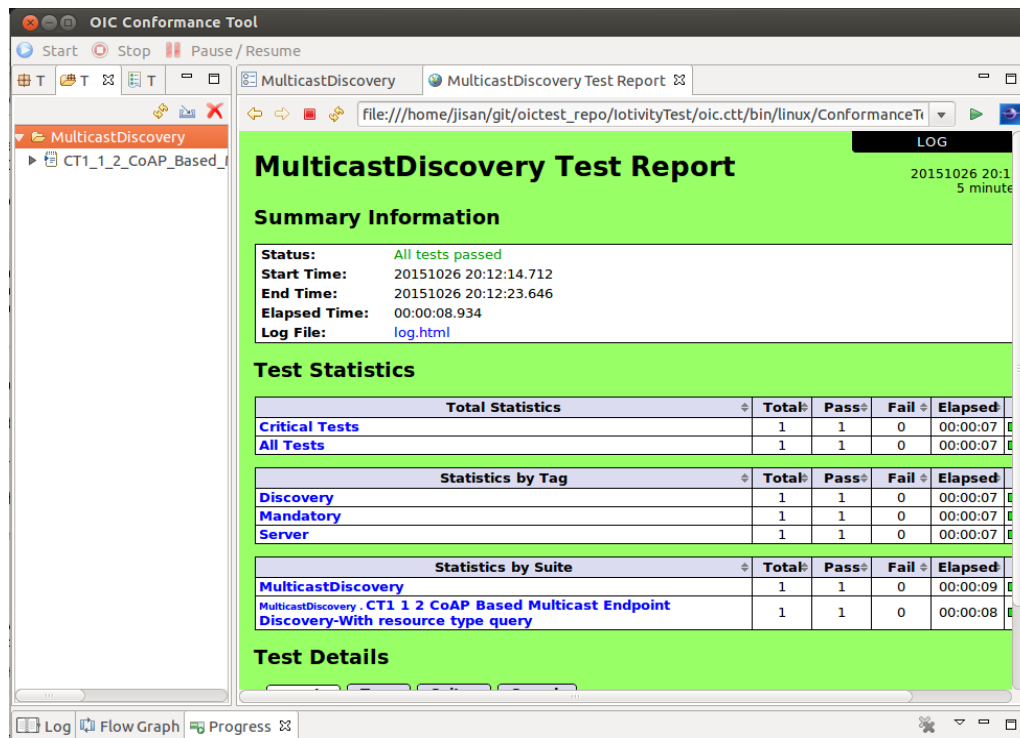 OIC Conformance Tool
Start Stop Pause/Resume
T T T MulticastDiscovery MulticastDiscovery Test Report
file:///home/jisan/git/oictest_repo/IotivityTest/oic.ctt/bin/linux/ConformanceTe
MulticastDiscovery
CT1_1_2_CoAP_Based_
LOG
MulticastDiscovery Test Report
20151026 20:1
5 minute
Summary Information
Status: All tests passed
Start Time: 20151026 20:12:14.712
End Time: 20151026 20:12:23.646
Elapsed Time: 00:00:08.934
Log File: log.html
Test Statistics
Total Statistics Total Pass Fail Elapsed
Critical Tests 1 1 0 00:00:07
All Tests 1 1 0 00:00:07
Statistics by Tag Total Pass Fail Elapsed
Discovery 1 1 0 00:00:07
Mandatory 1 1 0 00:00:07
Server 1 1 0 00:00:07
Statistics by Suite Total Pass Fail Elapsed
MulticastDiscovery 1 1 0 00:00:09
MulticastDiscovery . CT1 1 2 CoAP Based Multicast Endpoint
Discovery-With resource type query 1 1 0 00:00:08
Test Details
Log Flow Graph Progress